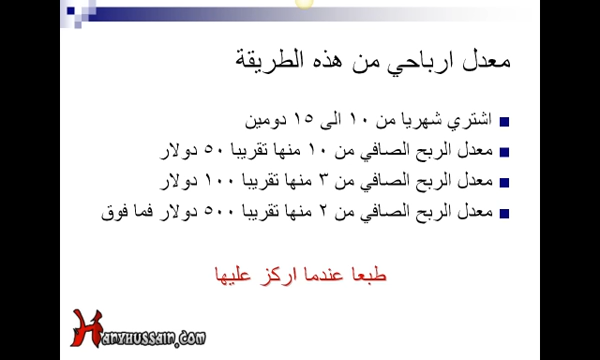 معدل ارباحي من هذه الطريقة
اشتري شهريا من ١٠ الى ١٥ دومين
معدل الربح الصافي من ١٠ منها تقريبا ٥٠ دولار
معدل الربح الصافي من ٣ منها تقريبا ١٠٠ دولار
معدل الربح الصافي من ٢ منها تقريبا ٥٠٠ دولار فما فوق
طبعا عندما اركز عليها
HANYHUSSAIN.COM